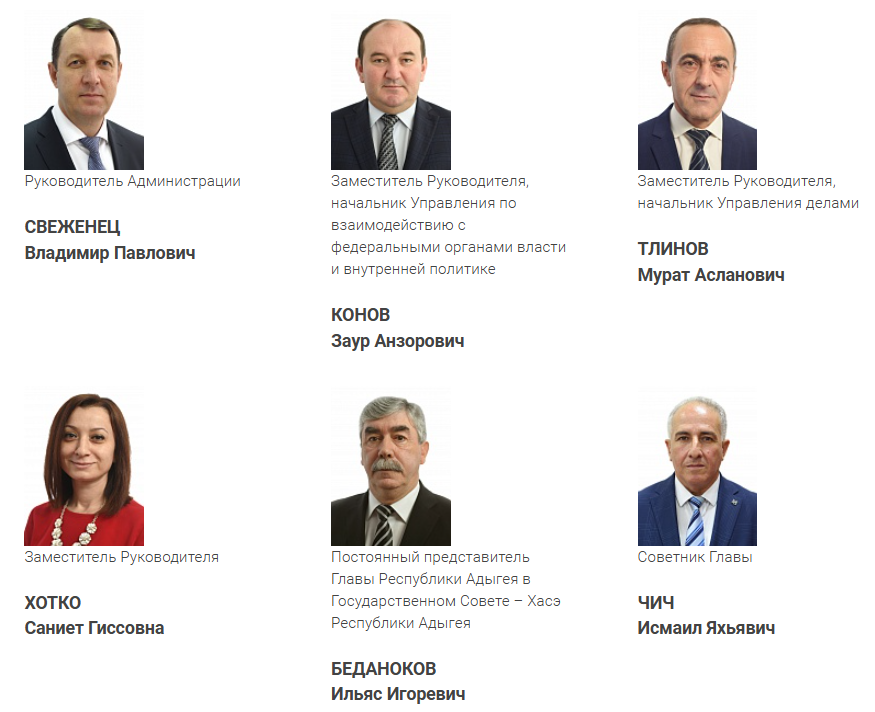 Руководитель Администрации
СВЕЖЕНЕЦ
Владимир Павлович
Заместитель Руководителя,
начальник Управления по
взаимодействию с
федеральными органами власти
и внутренней политике
КОНОВ
Заур Анзорович
Заместитель Руководителя,
начальник Управления делами
ТЛИНОВ
Мурат Асланович
Заместитель Руководителя
ХОТКО
Саниет Гиссовна
Постоянный представитель
Главы Республики Адыгея в
Государственном Совете – Хасэ
Республики Адыгея
БЕДАНОКОВ
Ильяс Игоревич
Советник Главы
ЧИЧ
Исмаил Яхьявич